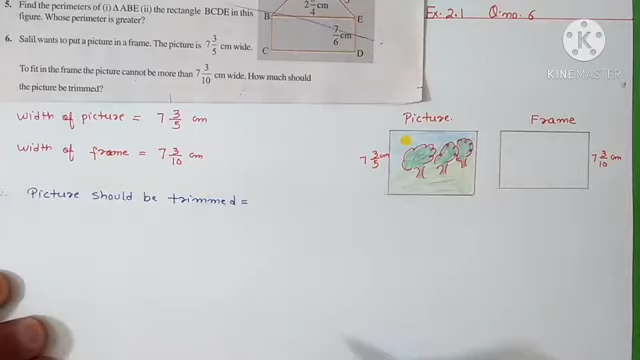 5. Find the perimeters of (i) Δ ABE (ii) the rectangle BCDE in this
figure. Whose perimeter is greater?
B E
C D
7/6 cm
6. Salil wants to put a picture in a frame. The picture is 7 3/5 cm wide.
To fit in the frame the picture cannot be more than 7 3/10 cm wide. How much should
the picture be trimmed?
Ex. 2.1 Q. no. 6
KINEMASTER
Width of picture = 7 3/5 cm
Width of frame = 7 3/10 cm
∴ Picture should be trimmed =
Picture.
7 3/5 cm
Frame
7 3/10 cm